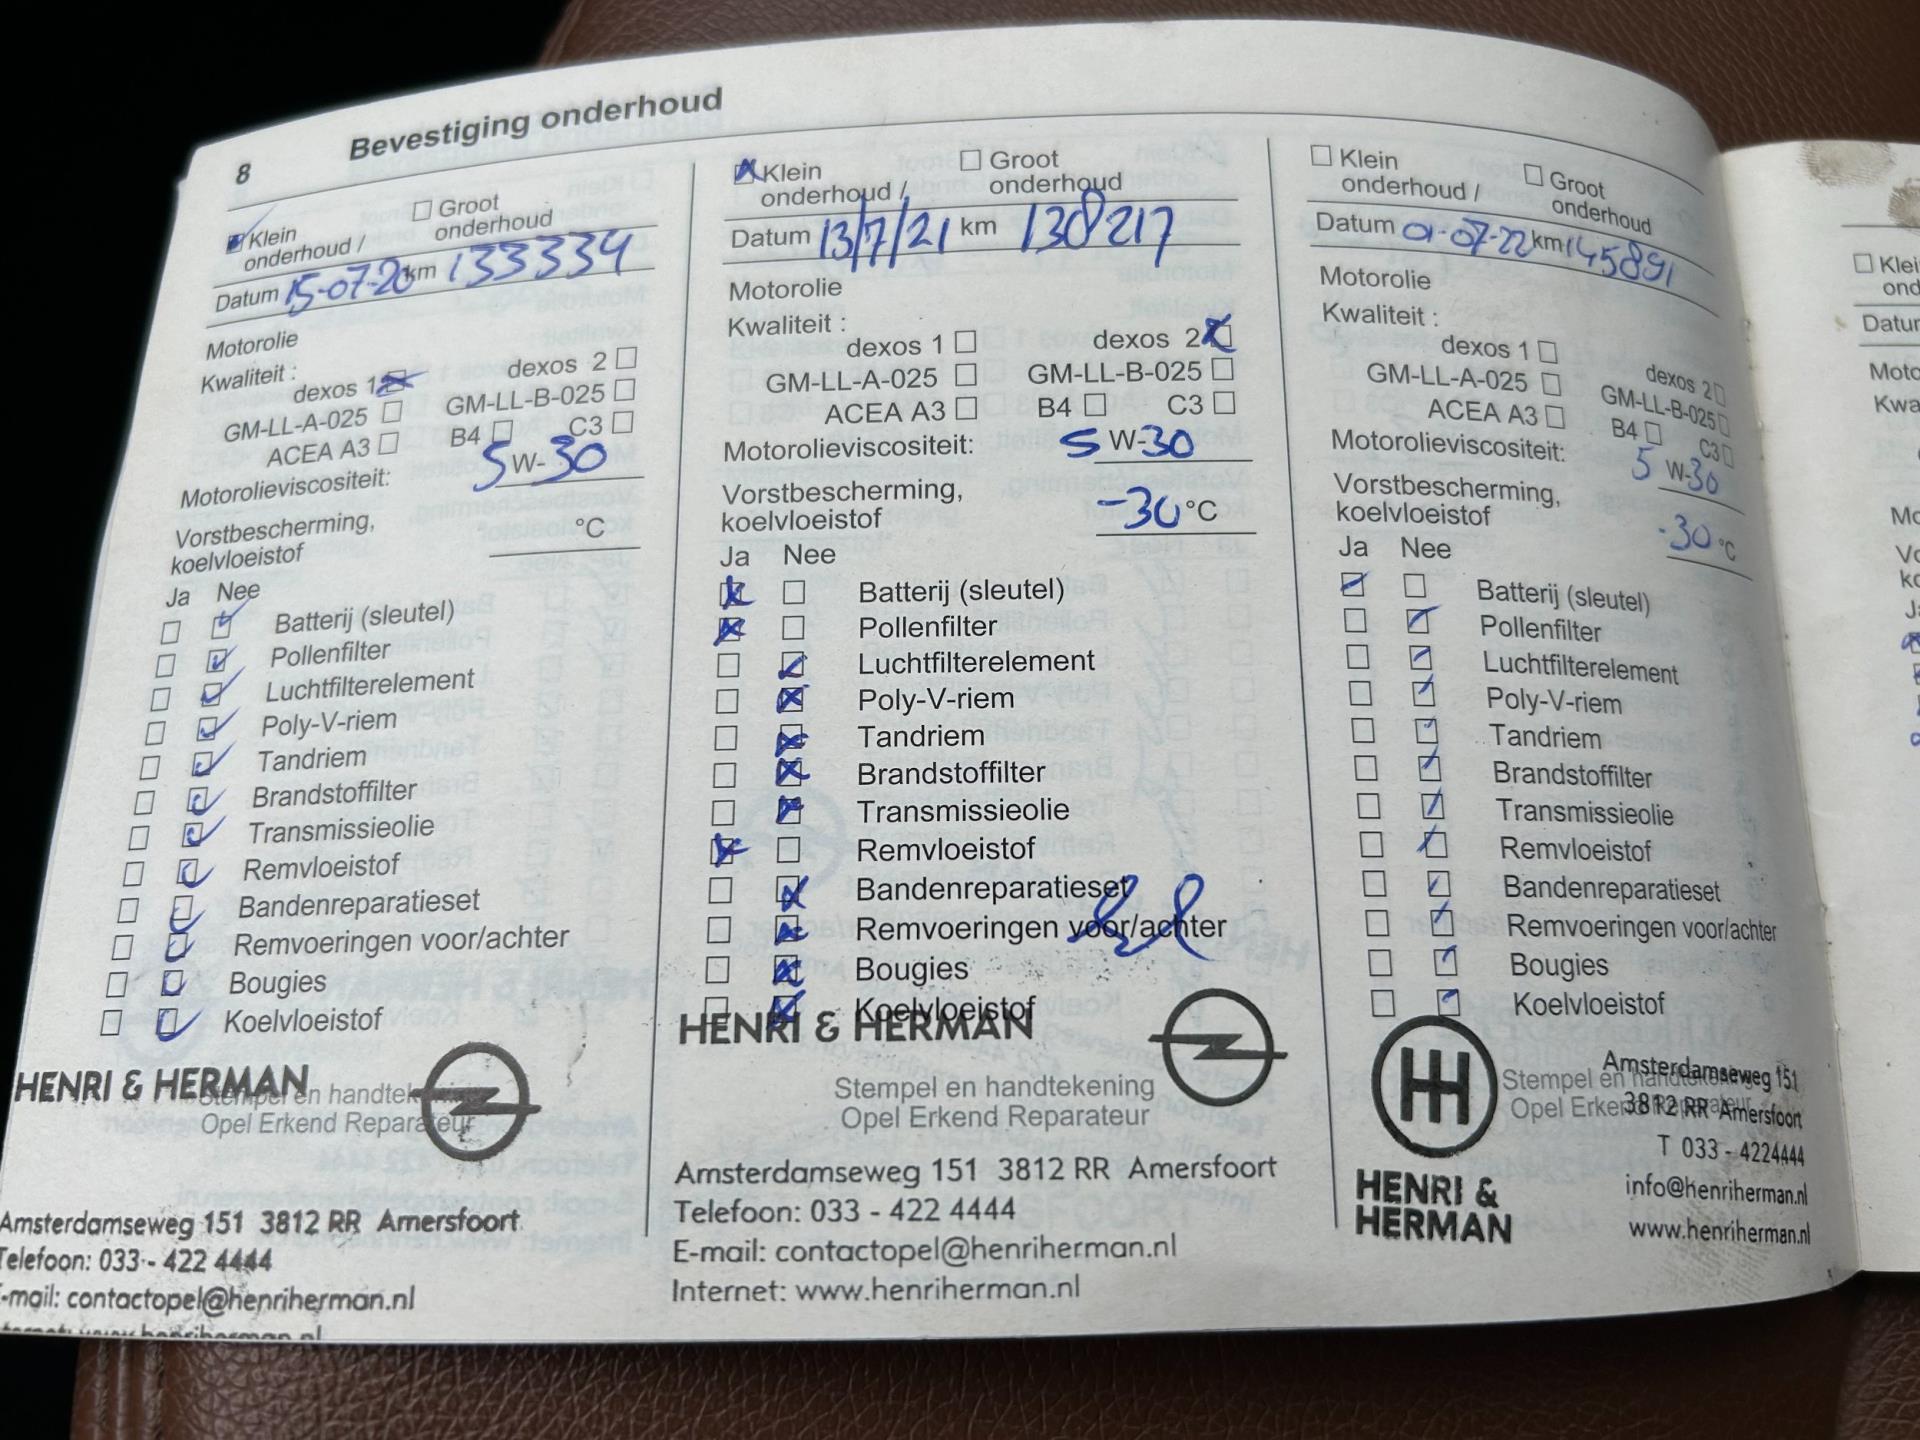 8 Bevestiging onderhoud
Klein onderhoud / Groot onderhoud
Datum 15-07-20 km 133334
Motorolie
Kwaliteit :
dexos 1 dexos 2
GM-LL-A-025 GM-LL-B-025
ACEA A3 B4 C3
Motorolieviscositeit: 5 W-30
Vorstbescherming,
koelvloeistof °C
Ja Nee
Batterij (sleutel)
Pollenfilter
Luchtfilterelement
Poly-V-riem
Tandriem
Brandstoffilter
Transmissieolie
Remvloeistof
Bandenreparatieset
Remvoeringen voor/achter
Bougies
Koelvloeistof
HENRI & HERMAN
Stempel en handtekening
Opel Erkend Reparateur
Amsterdamseweg 151 3812 RR Amersfoort
Telefoon: 033 - 422 4444
E-mail: contactopel@henriherman.nl
www.henriherman.nl
Klein onderhoud / Groot onderhoud
Datum 13/7/21 km 138217
Motorolie
Kwaliteit :
dexos 1 dexos 2
GM-LL-A-025 GM-LL-B-025
ACEA A3 B4 C3
Motorolieviscositeit: 5 W-30
Vorstbescherming,
koelvloeistof -30 °C
Ja Nee
Batterij (sleutel)
Pollenfilter
Luchtfilterelement
Poly-V-riem
Tandriem
Brandstoffilter
Transmissieolie
Remvloeistof
Bandenreparatieset
Remvoeringen voor/achter
Bougies
Koelvloeistof
HENRI & HERMAN
Stempel en handtekening
Opel Erkend Reparateur
Amsterdamseweg 151 3812 RR Amersfoort
Telefoon: 033 - 422 4444
E-mail: contactopel@henriherman.nl
Internet: www.henriherman.nl
Klein onderhoud / Groot onderhoud
Datum 01-07-22 km 145891
Motorolie
Kwaliteit :
dexos 1 dexos 2
GM-LL-A-025 GM-LL-B-025
ACEA A3 B4 C3
Motorolieviscositeit: 5 W-30
Vorstbescherming,
koelvloeistof -30 °C
Ja Nee
Batterij (sleutel)
Pollenfilter
Luchtfilterelement
Poly-V-riem
Tandriem
Brandstoffilter
Transmissieolie
Remvloeistof
Bandenreparatieset
Remvoeringen voor/achter
Bougies
Koelvloeistof
Stempel en handtekening
Opel Erkend Reparateur
HENRI &
HERMAN
Amsterdamseweg 151
3812 RR Amersfoort
T 033 - 4224444
info@henriherman.nl
www.henriherman.nl